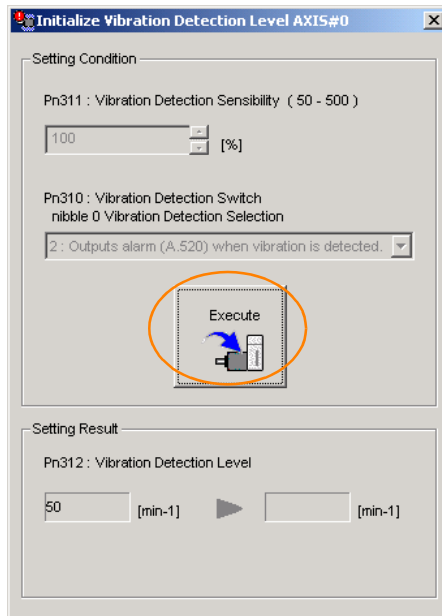 Initialize Vibration Detection Level AXIS#0
Setting Condition
Pn311 : Vibration Detection Sensibility ( 50 - 500 )
100
[%]
Pn310 : Vibration Detection Switch
nibble 0 Vibration Detection Selection
2 : Outputs alarm (A.520) when vibration is detected.
Execute
Setting Result
Pn312 : Vibration Detection Level
50 [min-1] [min-1]